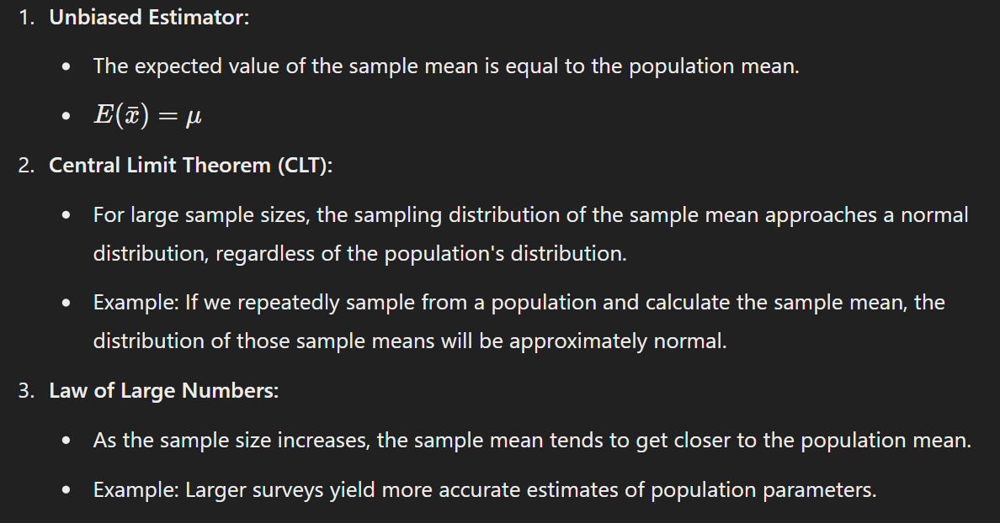 1. Unbiased Estimator:
• The expected value of the sample mean is equal to the population mean.
• E(x̄) = μ
2. Central Limit Theorem (CLT):
• For large sample sizes, the sampling distribution of the sample mean approaches a normal
distribution, regardless of the population's distribution.
• Example: If we repeatedly sample from a population and calculate the sample mean, the
distribution of those sample means will be approximately normal.
3. Law of Large Numbers:
• As the sample size increases, the sample mean tends to get closer to the population mean.
• Example: Larger surveys yield more accurate estimates of population parameters.